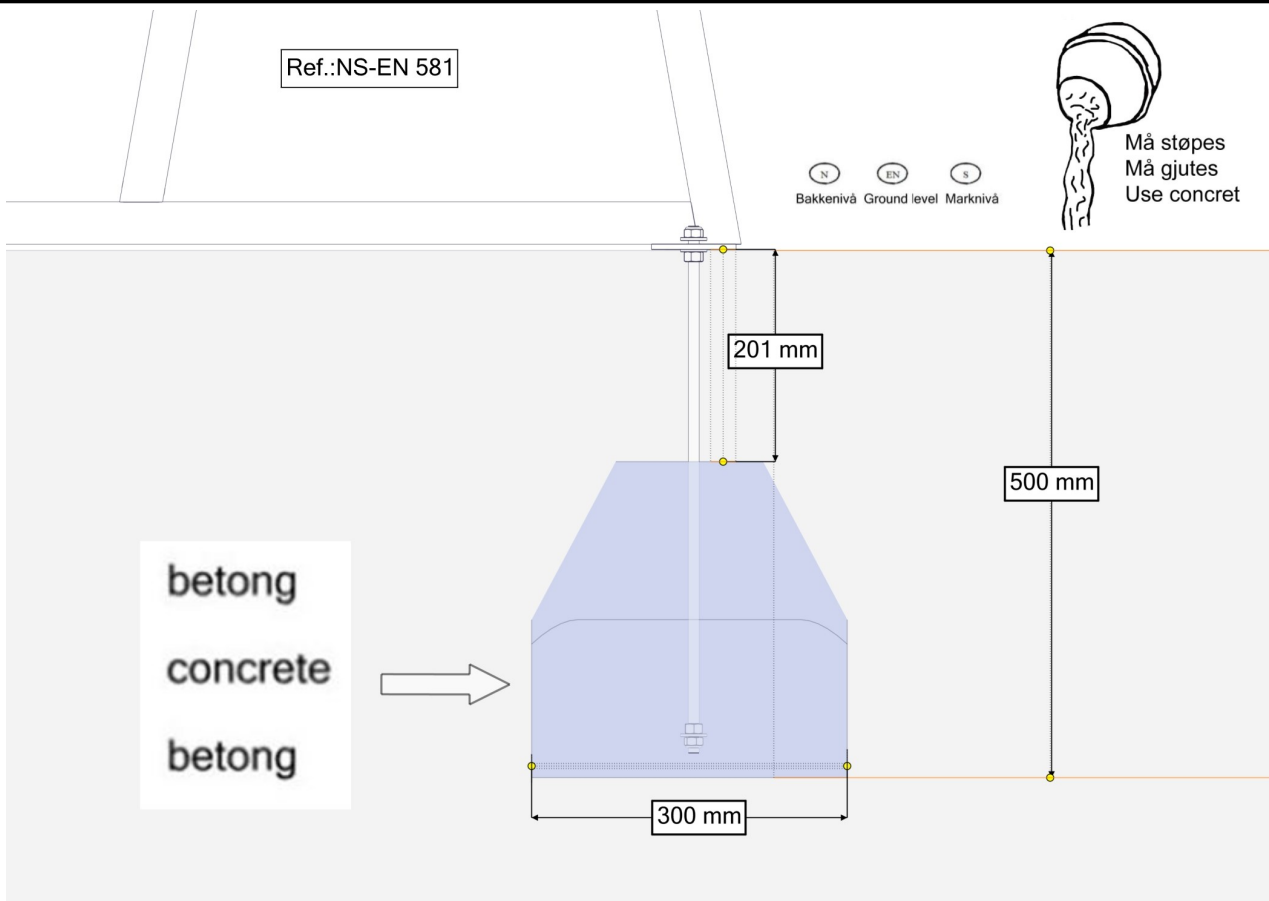 Ref.:NS-EN 581
Må støpes
Må gjutes
Use concret
N EN S
Bakkenivå Ground level Marknivå
201 mm
500 mm
betong
concrete
betong
300 mm